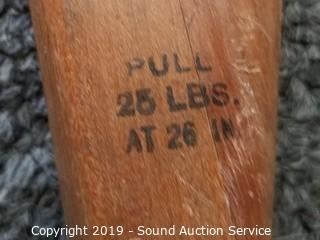 PULL
25 LBS.
AT 26 IN
Copyright 2019 - Sound Auction Service